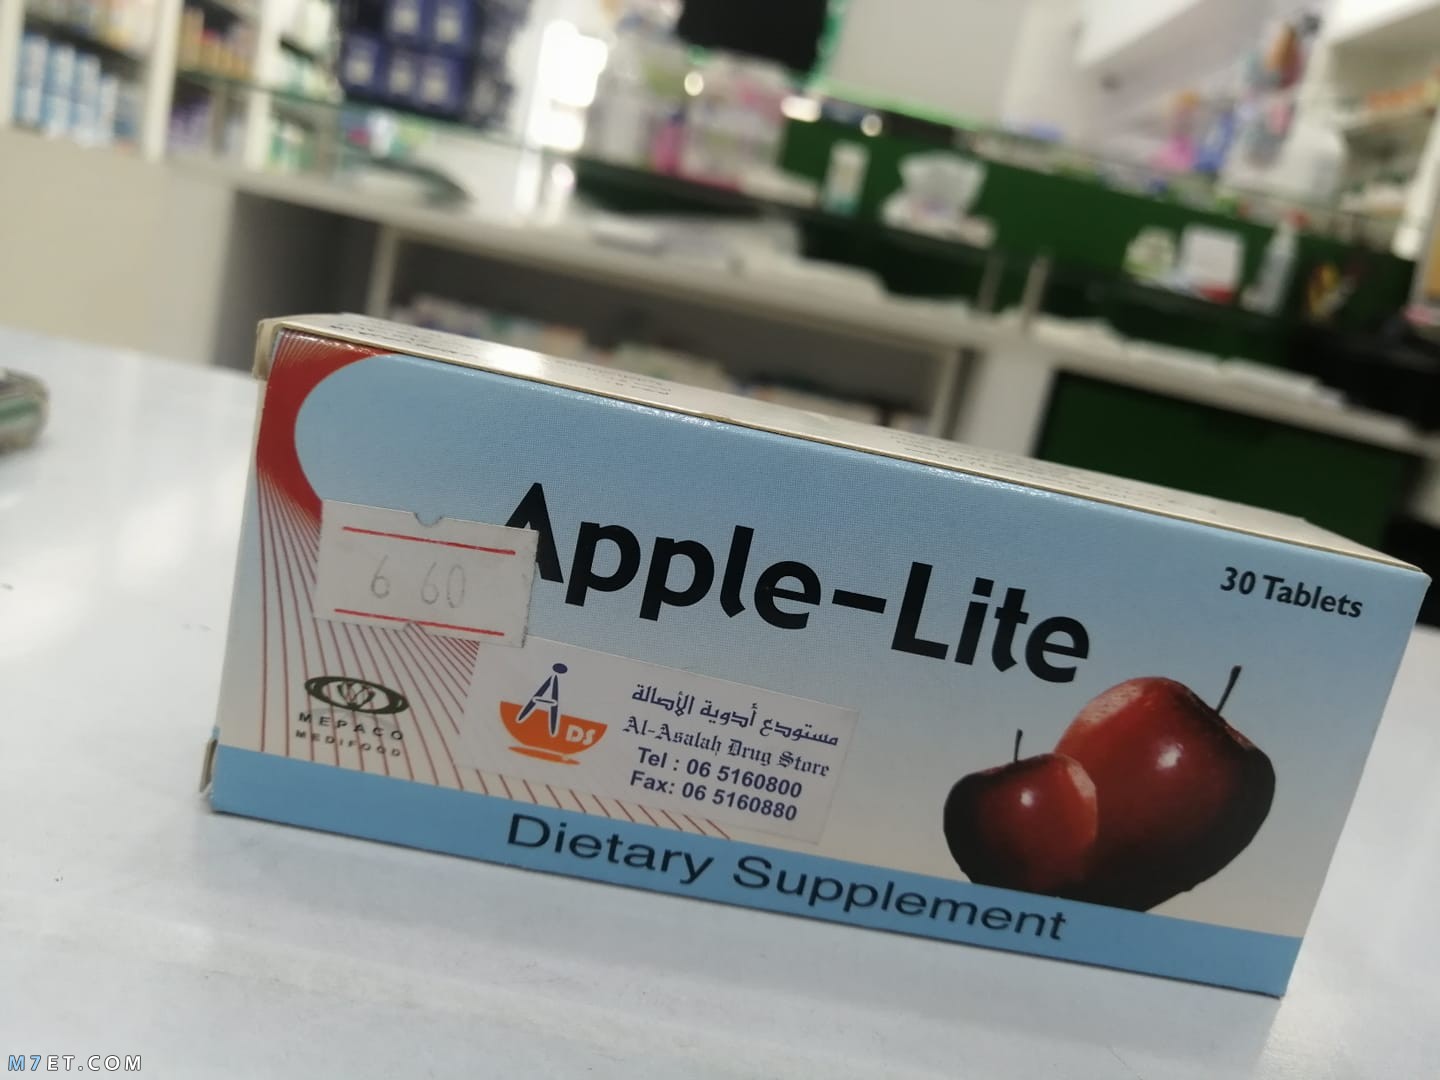 Apple-Lite
30 Tablets
6 60
MEPACO
MEDIFOOD
ADS
مستودع أدوية الأصالة
Al-Asalah Drug Store
Tel : 06 5160800
Fax: 06 5160880
Dietary Supplement
M7ET.COM